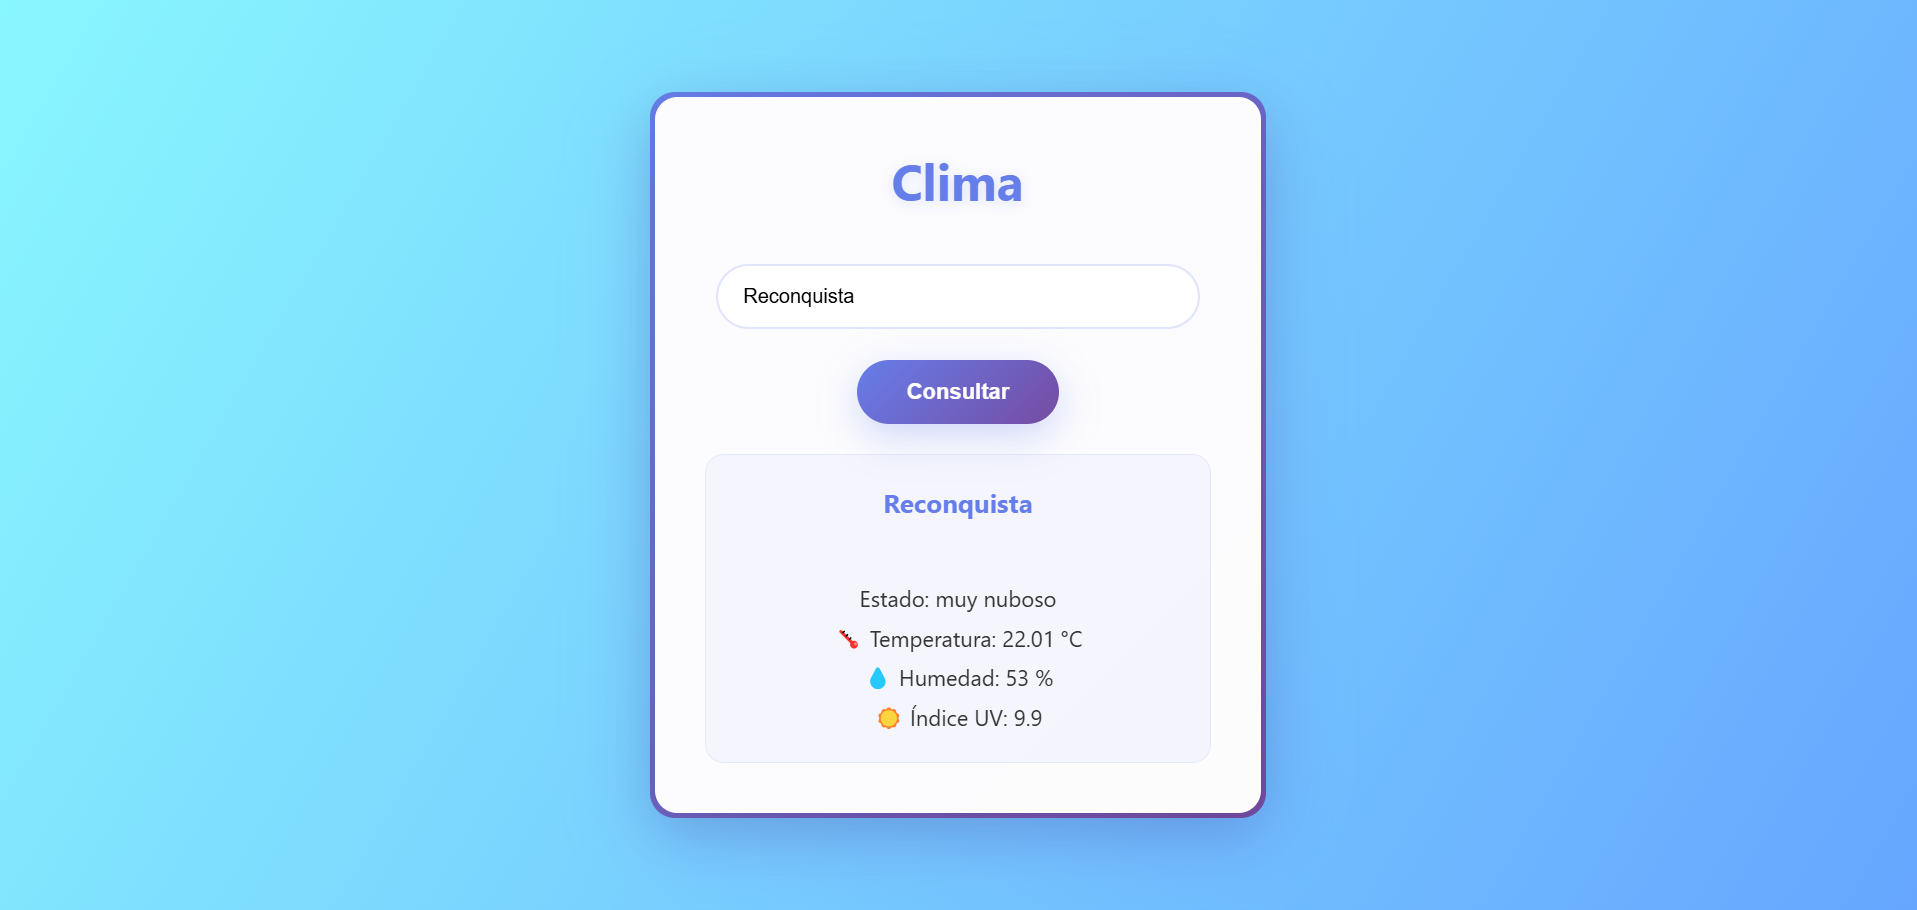 Clima
Reconquista
Consultar
Reconquista
Estado: muy nuboso
Temperatura: 22.01 °C
Humedad: 53 %
Índice UV: 9.9